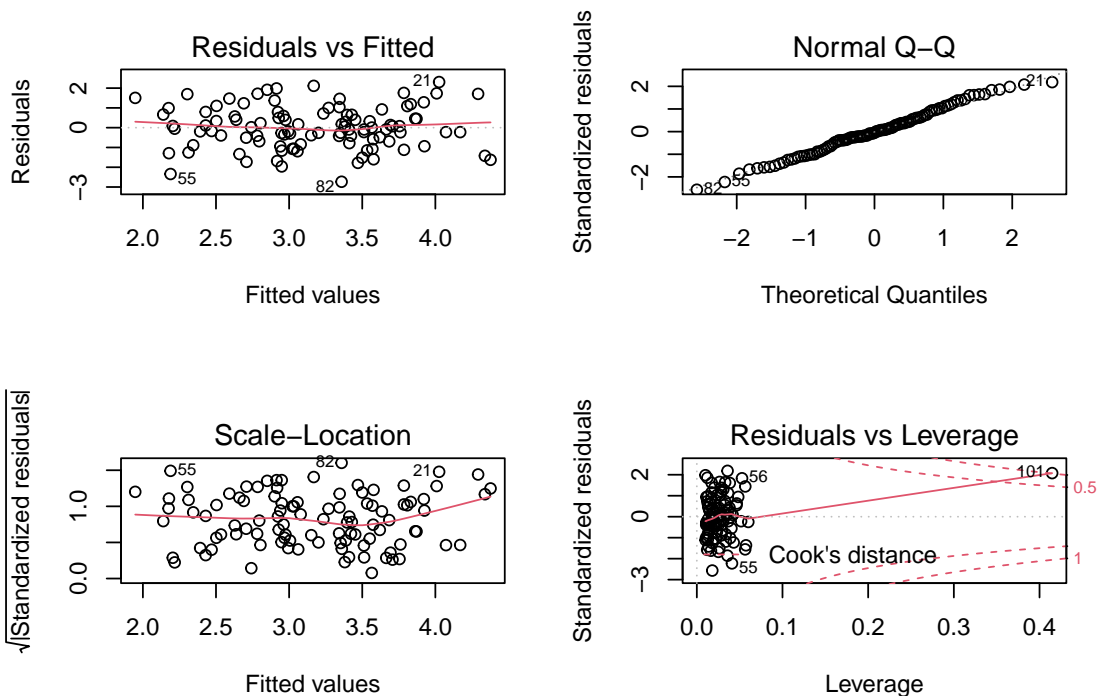 Residuals vs Fitted
Residuals
2
0
−3
21
55
82
2.0 2.5 3.0 3.5 4.0
Fitted values
Normal Q−Q
Standardized residuals
2
0
−2
21
55
82
−2 −1 0 1 2
Theoretical Quantiles
Scale−Location
√|Standardized residuals|
1.0
0.0
55
82
21
2.0 2.5 3.0 3.5 4.0
Fitted values
Residuals vs Leverage
Standardized residuals
2
0
−3
56
101
55
Cook's distance
0.5
1
0.0 0.1 0.2 0.3 0.4
Leverage